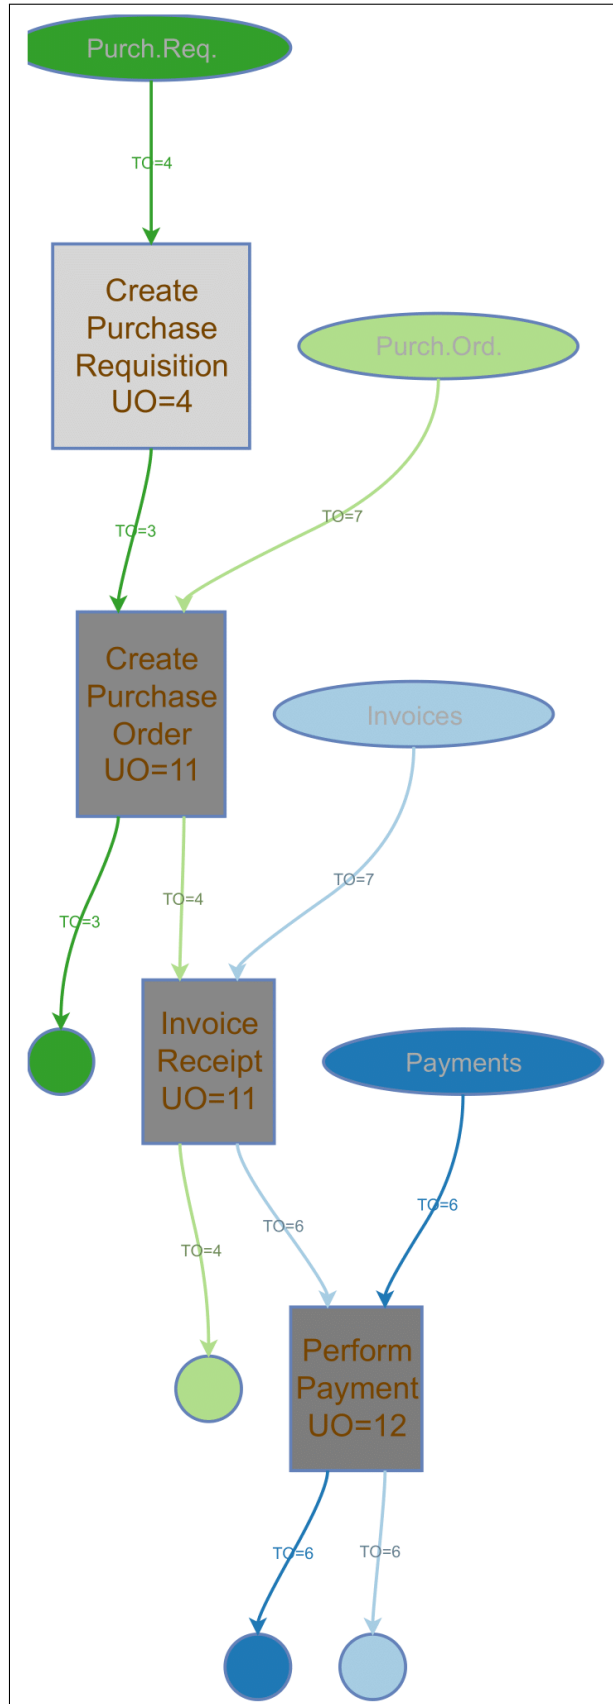 Purch.Req.
TO=4
Create
Purchase
Requisition
UO=4
Purch.Ord.
TO=3
TO=7
Create
Purchase
Order
UO=11
Invoices
TO=3
TO=4
TO=7
Invoice
Receipt
UO=11
Payments
TO=4
TO=6
TO=6
Perform
Payment
UO=12
TO=6
TO=6